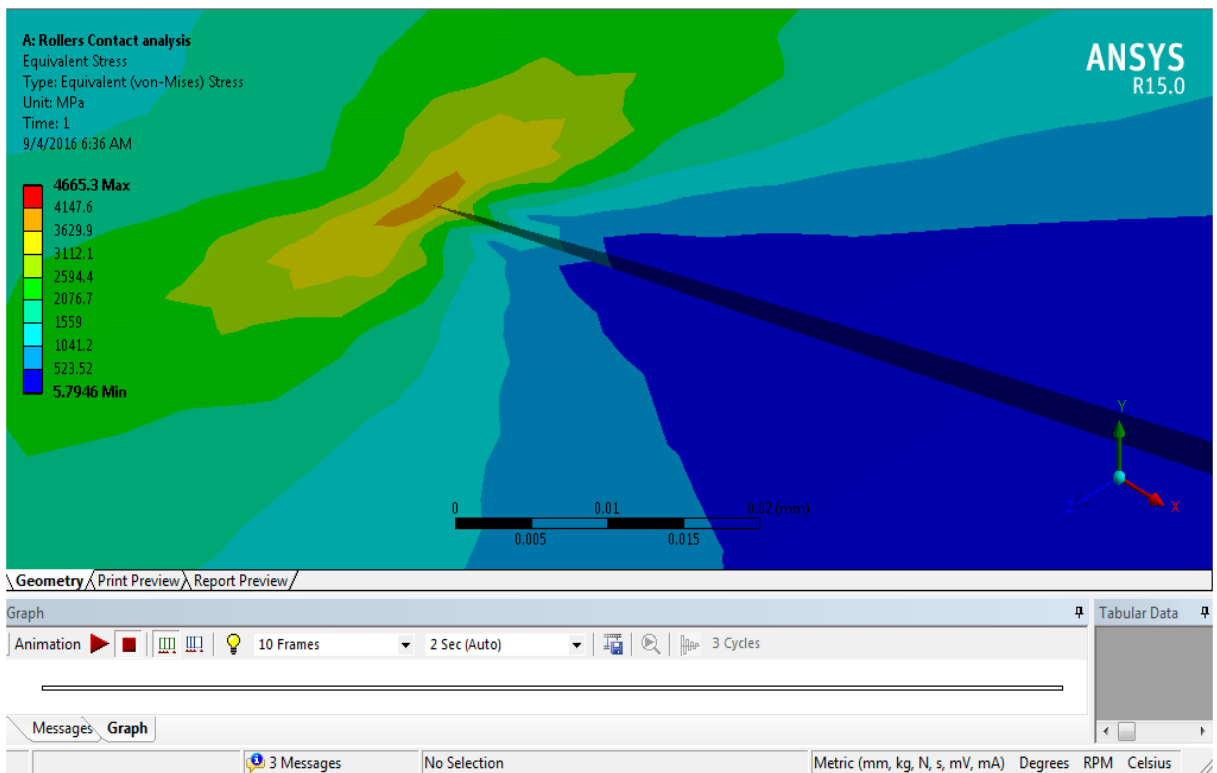 A: Rollers Contact analysis
Equivalent Stress
Type: Equivalent (von-Mises) Stress
Unit: MPa
Time: 1
9/4/2016 6:36 AM
ANSYS
R15.0
4665.3 Max
4147.6
3629.9
3112.1
2594.4
2076.7
1559
1041.2
523.52
5.7946 Min
0 0.01 0.02 (mm)
0.005 0.015
Y
Z X
Geometry Print Preview Report Preview
Graph
Tabular Data
Animation 10 Frames 2 Sec (Auto) 3 Cycles
Messages Graph
3 Messages No Selection Metric (mm, kg, N, s, mV, mA) Degrees RPM Celsius